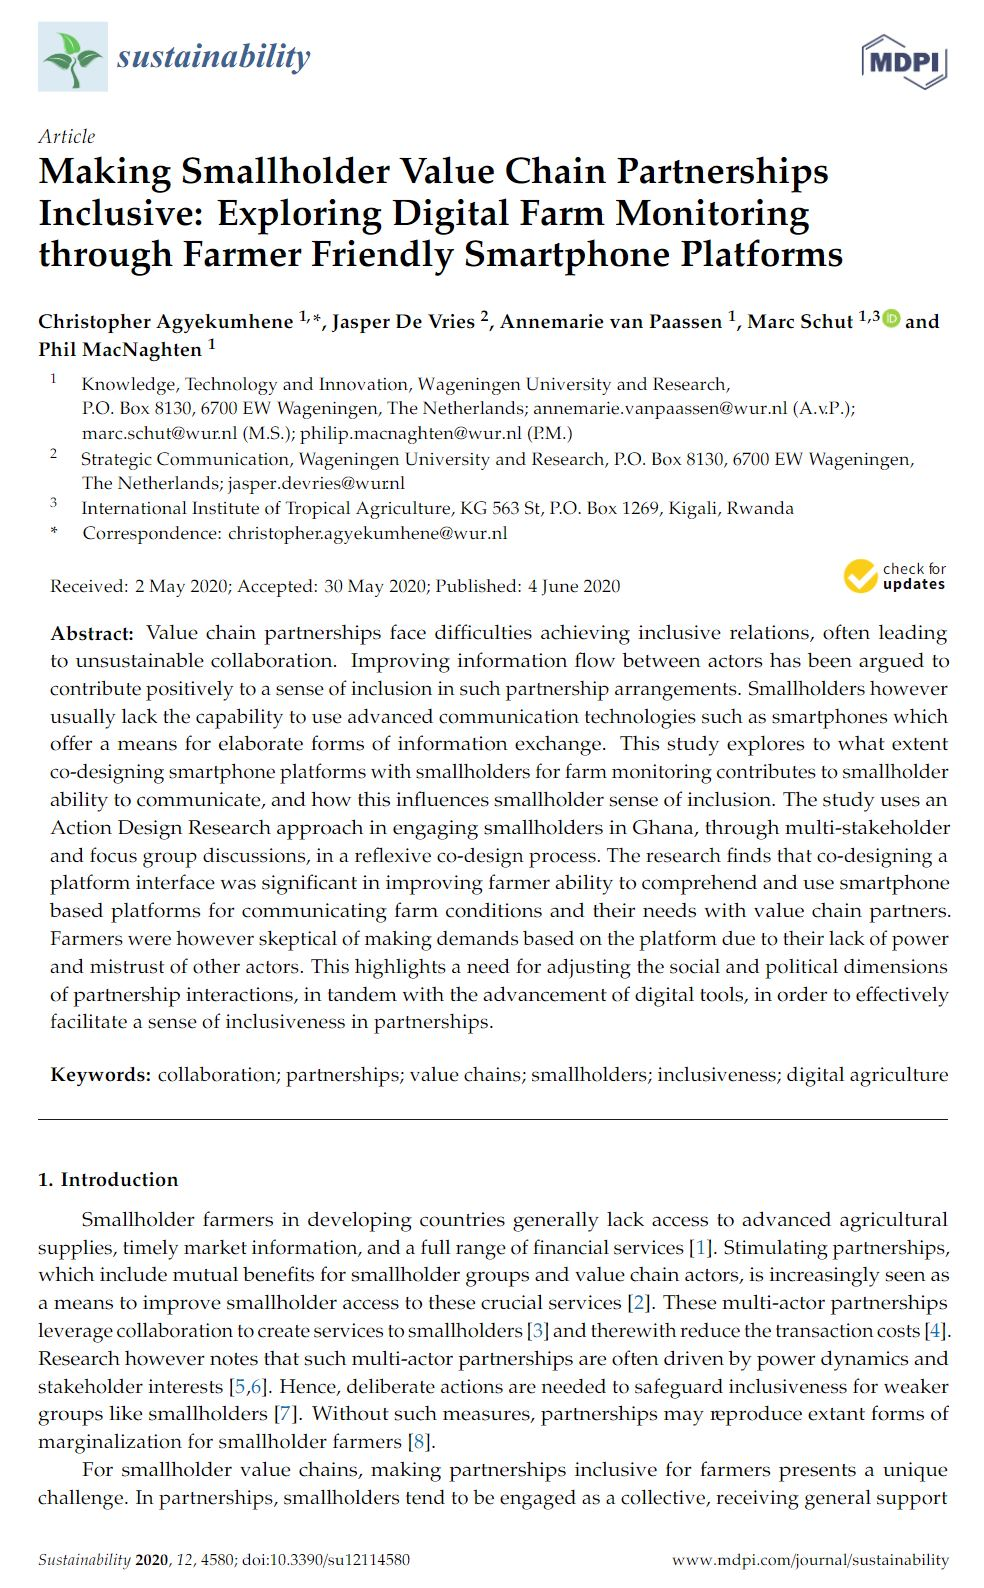 sustainability
MDPI
Article
Making Smallholder Value Chain Partnerships
Inclusive: Exploring Digital Farm Monitoring
through Farmer Friendly Smartphone Platforms
Christopher Agyekumhene 1,*, Jasper De Vries 2, Annemarie van Paassen 1, Marc Schut 1,3 iD and
Phil MacNaghten 1
1 Knowledge, Technology and Innovation, Wageningen University and Research,
P.O. Box 8130, 6700 EW Wageningen, The Netherlands; annemarie.vanpaassen@wur.nl (A.v.P.);
marc.schut@wur.nl (M.S.); philip.macnaghten@wur.nl (P.M.)
2 Strategic Communication, Wageningen University and Research, P.O. Box 8130, 6700 EW Wageningen,
The Netherlands; jasper.devries@wur.nl
3 International Institute of Tropical Agriculture, KG 563 St, P.O. Box 1269, Kigali, Rwanda
* Correspondence: christopher.agyekumhene@wur.nl
Received: 2 May 2020; Accepted: 30 May 2020; Published: 4 June 2020
check for
updates
Abstract: Value chain partnerships face difficulties achieving inclusive relations, often leading
to unsustainable collaboration. Improving information flow between actors has been argued to
contribute positively to a sense of inclusion in such partnership arrangements. Smallholders however
usually lack the capability to use advanced communication technologies such as smartphones which
offer a means for elaborate forms of information exchange. This study explores to what extent
co-designing smartphone platforms with smallholders for farm monitoring contributes to smallholder
ability to communicate, and how this influences smallholder sense of inclusion. The study uses an
Action Design Research approach in engaging smallholders in Ghana, through multi-stakeholder
and focus group discussions, in a reflexive co-design process. The research finds that co-designing a
platform interface was significant in improving farmer ability to comprehend and use smartphone
based platforms for communicating farm conditions and their needs with value chain partners.
Farmers were however skeptical of making demands based on the platform due to their lack of power
and mistrust of other actors. This highlights a need for adjusting the social and political dimensions
of partnership interactions, in tandem with the advancement of digital tools, in order to effectively
facilitate a sense of inclusiveness in partnerships.
Keywords: collaboration; partnerships; value chains; smallholders; inclusiveness; digital agriculture
1. Introduction
Smallholder farmers in developing countries generally lack access to advanced agricultural
supplies, timely market information, and a full range of financial services [1]. Stimulating partnerships,
which include mutual benefits for smallholder groups and value chain actors, is increasingly seen as
a means to improve smallholder access to these crucial services [2]. These multi-actor partnerships
leverage collaboration to create services to smallholders [3] and therewith reduce the transaction costs [4].
Research however notes that such multi-actor partnerships are often driven by power dynamics and
stakeholder interests [5,6]. Hence, deliberate actions are needed to safeguard inclusiveness for weaker
groups like smallholders [7]. Without such measures, partnerships may reproduce extant forms of
marginalization for smallholder farmers [8].
For smallholder value chains, making partnerships inclusive for farmers presents a unique
challenge. In partnerships, smallholders tend to be engaged as a collective, receiving general support
Sustainability 2020, 12, 4580; doi:10.3390/su12114580
www.mdpi.com/journal/sustainability